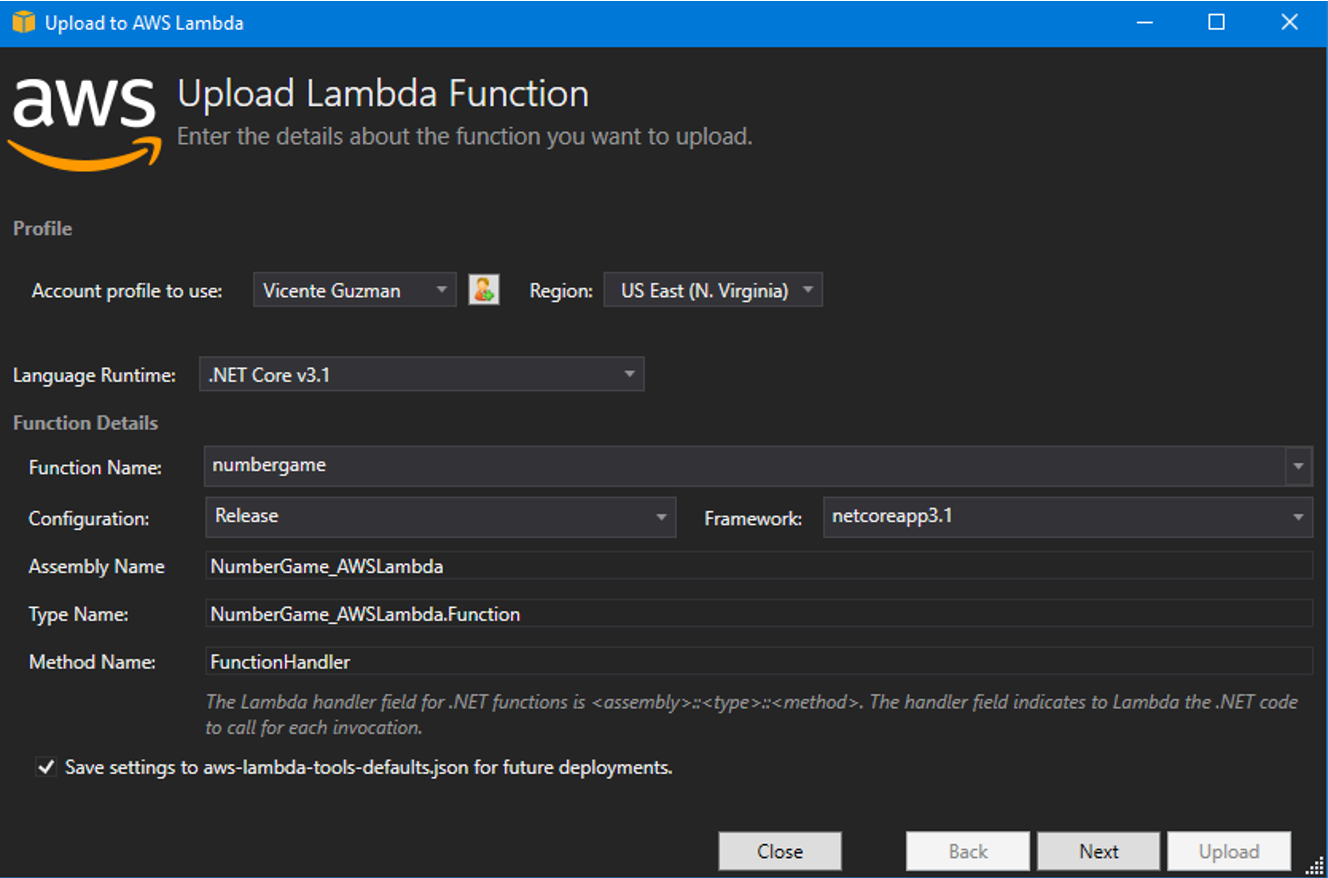 Upload to AWS Lambda
aws
Upload Lambda Function
Enter the details about the function you want to upload.
Profile
Account profile to use: Vicente Guzman Region: US East (N. Virginia)
Language Runtime: .NET Core v3.1
Function Details
Function Name: numbergame
Configuration: Release Framework: netcoreapp3.1
Assembly Name NumberGame_AWSLambda
Type Name: NumberGame_AWSLambda.Function
Method Name: FunctionHandler
The Lambda handler field for .NET functions is <assembly>::<type>::<method>. The handler field indicates to Lambda the .NET code
to call for each invocation.
Save settings to aws-lambda-tools-defaults.json for future deployments.
Close Back Next Upload